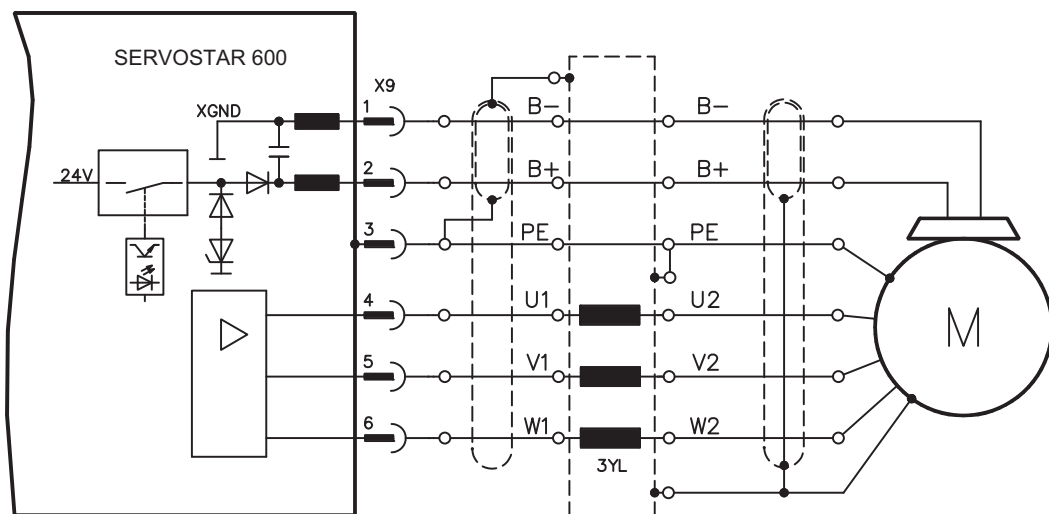 SERVOSTAR 600
X9
XGND
1 B- B-
24V 2 B+ B+
3 PE PE
4 U1 U2
M
5 V1 V2
6 W1 W2
3YL